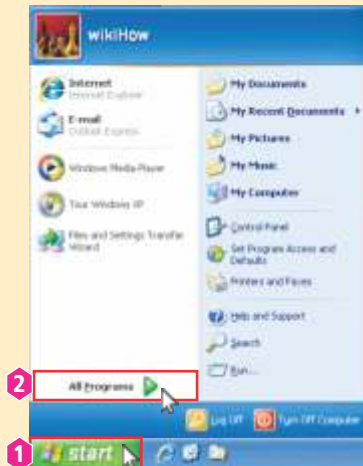 wikiHow
Internet
Internet Explorer
E-mail
Outlook Express
Windows Media Player
Tour Windows XP
Files and Settings Transfer
Wizard
All Programs
My Documents
My Recent Documents
My Pictures
My Music
My Computer
Control Panel
Set Program Access and
Defaults
Printers and Faxes
Help and Support
Search
Run...
2
Log Off
Turn Off Computer
1
start